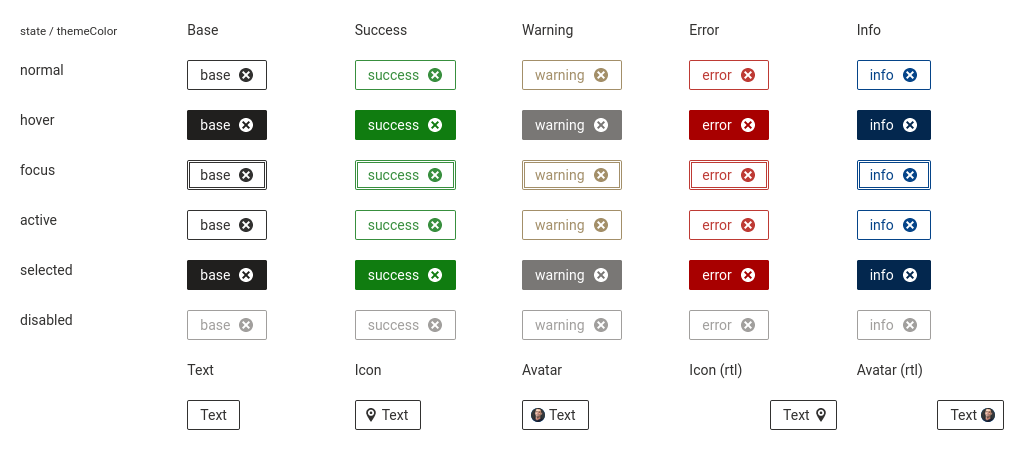 state / themeColor Base Success Warning Error Info
normal base success warning error info
hover base success warning error info
focus base success warning error info
active base success warning error info
selected base success warning error info
disabled base success warning error info
Text Icon Avatar Icon (rtl) Avatar (rtl)
Text Text Text Text Text